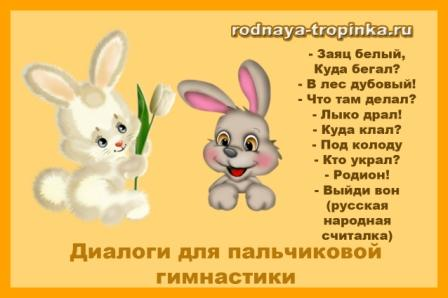 rodnaya-tropinka.ru
- Заяц белый,
Куда бегал?
- В лес дубовый!
- Что там делал?
- Лыко драл!
- Куда клал?
- Под колоду
- Кто украл?
- Родион!
- Выйди вон
(русская
народная
считалка)
Диалоги для пальчиковой
гимнастики